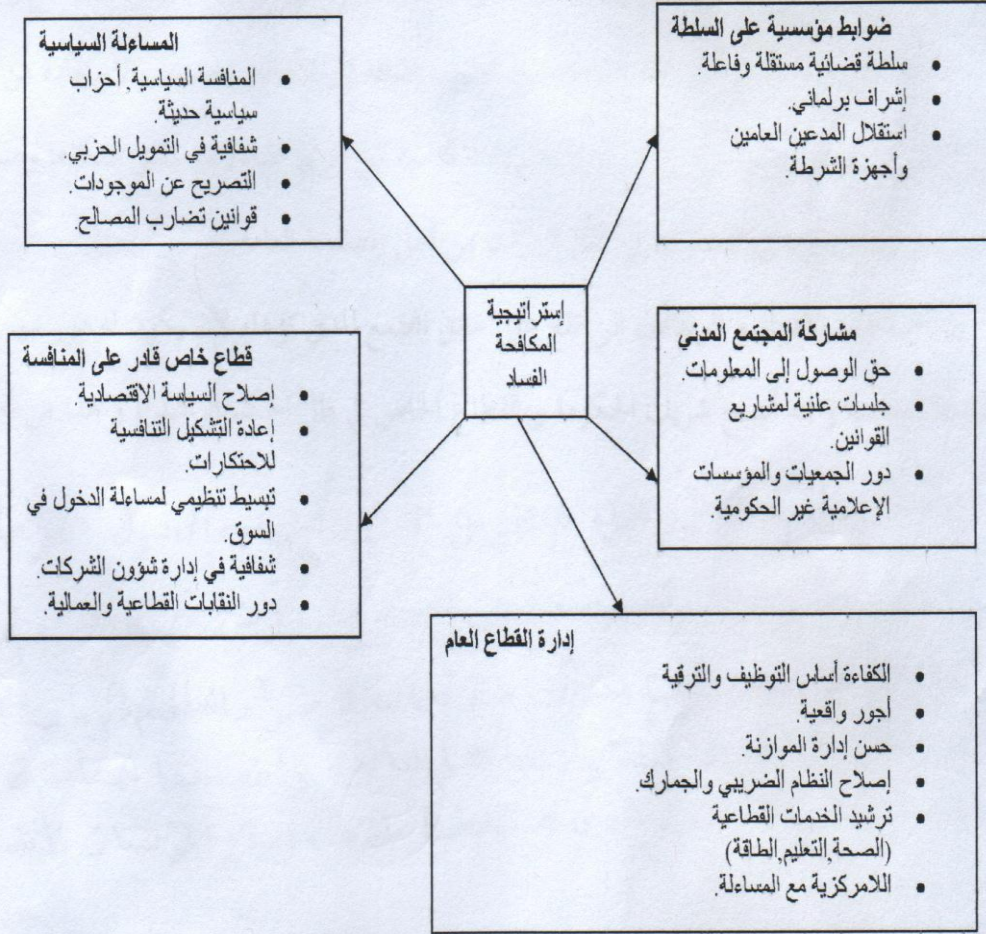 ضوابط مؤسسية على السلطة
سلطة قضائية مستقلة وفاعلة.
إشراف برلماني.
استقلال المدعين العامين
وأجهزة الشرطة.
المساءلة السياسية
المنافسة السياسية, أحزاب
سياسية حديثة.
شفافية في التمويل الحزبي.
التصريح عن الموجودات.
قوانين تضارب المصالح.
إستراتيجية
المكافحة
الفساد
مشاركة المجتمع المدني
حق الوصول إلى المعلومات.
جلسات علنية لمشاريع
القوانين.
دور الجمعيات والمؤسسات
الإعلامية غير الحكومية.
قطاع خاص قادر على المنافسة
إصلاح السياسة الاقتصادية
إعادة التشكيل التنافسية
للاحتكارات.
تبسيط تنظيمي لمساءلة الدخول في
السوق.
شفافية في إدارة شؤون الشركات.
دور النقابات القطاعية والعمالية.
إدارة القطاع العام
الكفاءة أساس التوظيف والترقية
أجور واقعية.
حسن إدارة الموازنة.
إصلاح النظام الضريبي والجمارك.
ترشيد الخدمات القطاعية
(الصحة,التعليم,الطاقة)
اللامركزية مع المساءلة.